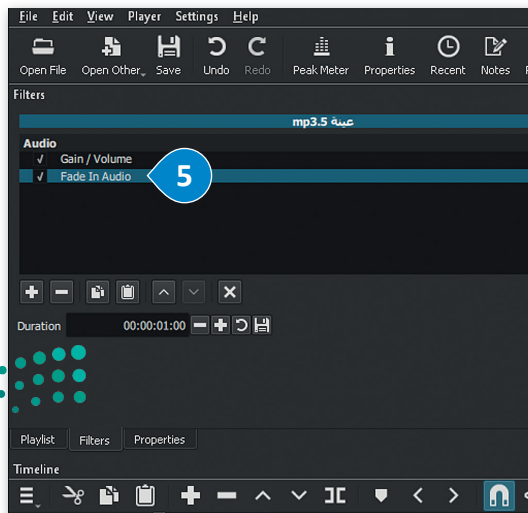 File Edit View Player Settings Help
Open File Open Other Save Undo Redo Peak Meter Properties Recent Notes
Filters
عينة mp3.5
Audio
√ Gain / Volume
√ Fade In Audio
5
Duration 00:00:01:00
Playlist Filters Properties
Timeline